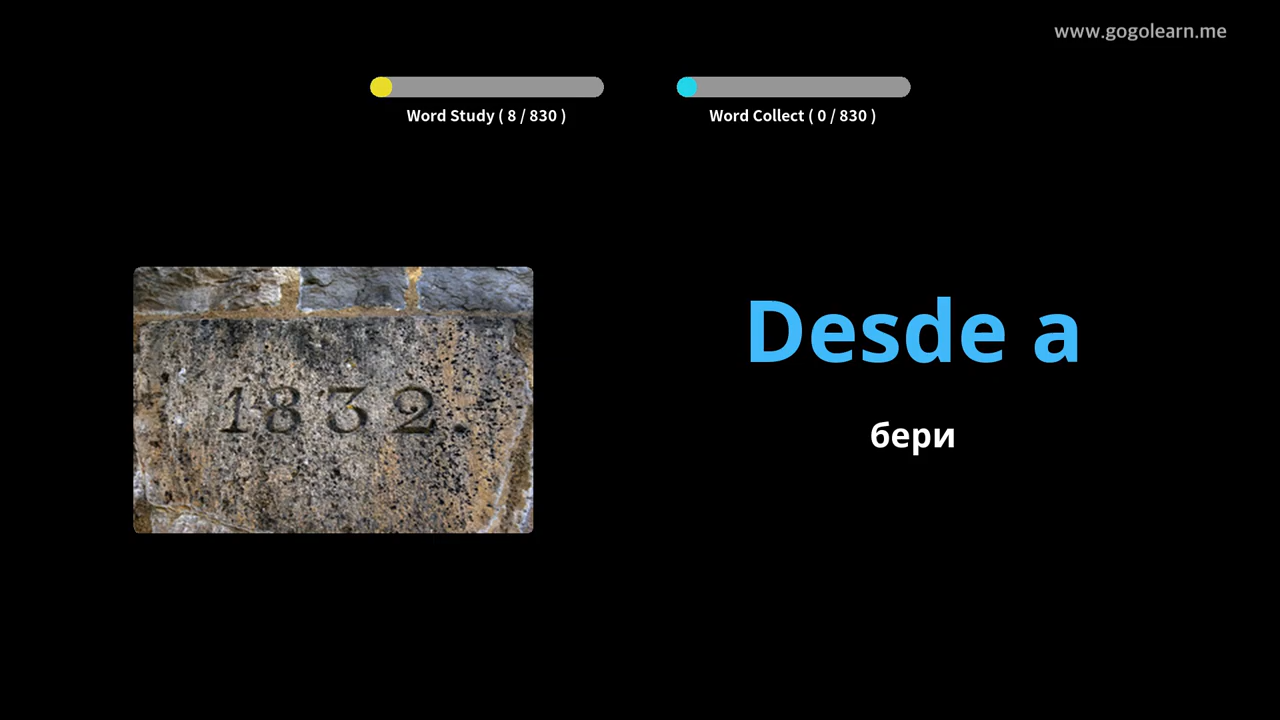 www.gogolearn.me
Word Study ( 8 / 830 )
Word Collect ( 0 / 830 )
1832.
Desde a
бери